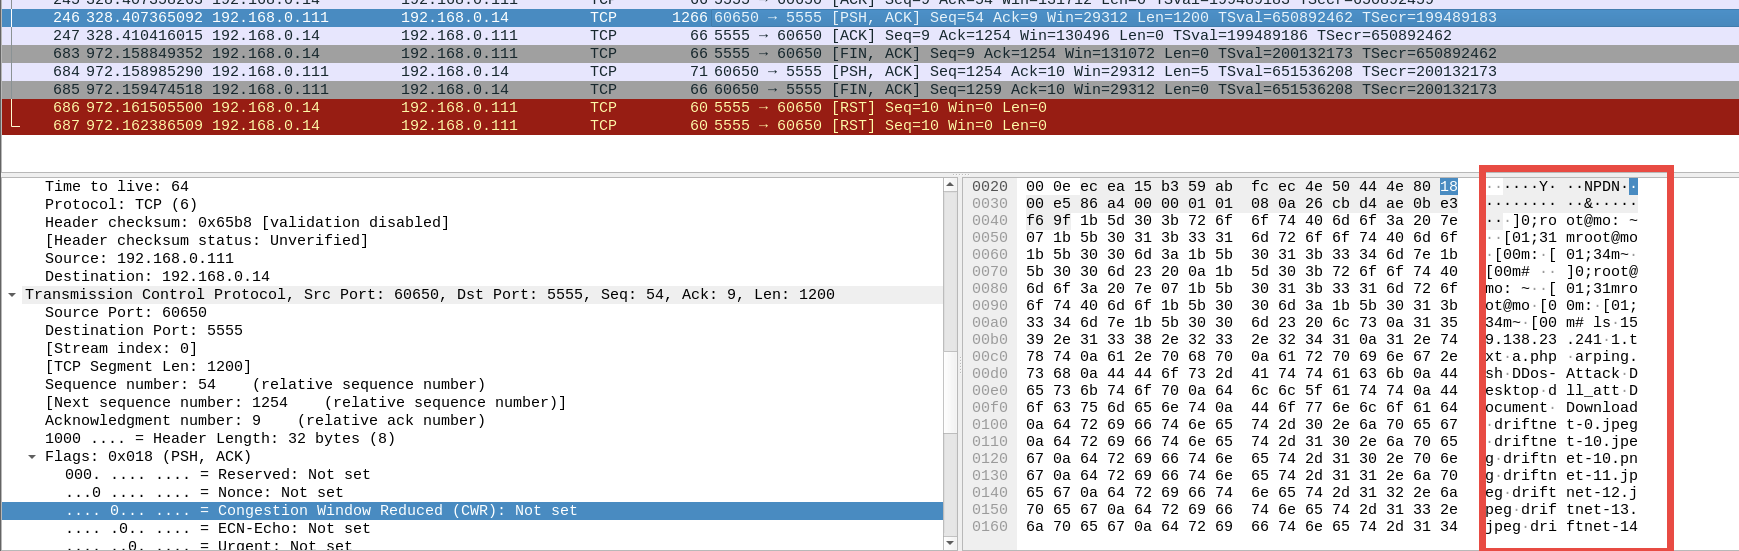 246 328.407365092 192.168.0.111 192.168.0.14 TCP 1266 60650 → 5555 [PSH, ACK] Seq=54 Ack=9 Win=29312 Len=1200 TSval=650892462 TSecr=199489183
247 328.410416015 192.168.0.14 192.168.0.111 TCP 66 5555 → 60650 [ACK] Seq=9 Ack=1254 Win=130496 Len=0 TSval=199489186 TSecr=650892462
683 972.158849352 192.168.0.14 192.168.0.111 TCP 66 5555 → 60650 [FIN, ACK] Seq=9 Ack=1254 Win=131072 Len=0 TSval=200132173 TSecr=650892462
684 972.158985290 192.168.0.111 192.168.0.14 TCP 71 60650 → 5555 [PSH, ACK] Seq=1254 Ack=10 Win=29312 Len=5 TSval=651536208 TSecr=200132173
685 972.159474518 192.168.0.111 192.168.0.14 TCP 66 60650 → 5555 [FIN, ACK] Seq=1259 Ack=10 Win=29312 Len=0 TSval=651536208 TSecr=200132173
686 972.161505500 192.168.0.14 192.168.0.111 TCP 60 5555 → 60650 [RST] Seq=10 Win=0 Len=0
687 972.162386509 192.168.0.14 192.168.0.111 TCP 60 5555 → 60650 [RST] Seq=10 Win=0 Len=0
Time to live: 64
Protocol: TCP (6)
Header checksum: 0x65b8 [validation disabled]
[Header checksum status: Unverified]
Source: 192.168.0.111
Destination: 192.168.0.14
Transmission Control Protocol, Src Port: 60650, Dst Port: 5555, Seq: 54, Ack: 9, Len: 1200
Source Port: 60650
Destination Port: 5555
[Stream index: 0]
[TCP Segment Len: 1200]
Sequence number: 54 (relative sequence number)
[Next sequence number: 1254 (relative sequence number)]
Acknowledgment number: 9 (relative ack number)
1000 .... = Header Length: 32 bytes (8)
Flags: 0x018 (PSH, ACK)
000. .... .... = Reserved: Not set
...0 .... .... = Nonce: Not set
.... 0... .... = Congestion Window Reduced (CWR): Not set
.... .0.. .... = ECN-Echo: Not set
.... ..0. .... = Urgent: Not set
0020 00 0e ec ea 15 b3 59 ab fc ec 4e 50 44 4e 80 18 ······Y· ··NPDN··
0030 00 e5 86 a4 00 00 01 01 08 0a 26 cb d4 ae 0b e3 ········ ··&·····
0040 f6 9f 1b 5d 30 3b 72 6f 6f 74 40 6d 6f 3a 20 7e ···]0;ro ot@mo: ~
0050 07 1b 5b 30 31 3b 33 31 6d 72 6f 6f 74 40 6d 6f ··[01;31 mroot@mo
0060 1b 5b 30 30 6d 3a 1b 5b 30 31 3b 33 34 6d 7e 1b ·[00m:·[ 01;34m~·
0070 5b 30 30 6d 23 20 0a 1b 5d 30 3b 72 6f 6f 74 40 [00m# ·· ]0;root@
0080 6d 6f 3a 20 7e 07 1b 5b 30 31 3b 33 31 6d 72 6f mo: ~··[ 01;31mro
0090 6f 74 40 6d 6f 1b 5b 30 30 6d 3a 1b 5b 30 31 3b ot@mo·[0 0m:·[01;
00a0 33 34 6d 7e 1b 5b 30 30 6d 23 20 6c 73 0a 31 35 34m~·[00 m# ls·15
00b0 39 2e 31 33 38 2e 32 33 2e 32 34 31 0a 31 2e 74 9.138.23 .241·1.t
00c0 78 74 0a 61 2e 70 68 70 0a 61 72 70 69 6e 67 2e xt·a.php ·arping.
00d0 73 68 0a 44 44 6f 73 2d 41 74 74 61 63 6b 0a 44 sh·DDos- Attack·D
00e0 65 73 6b 74 6f 70 0a 64 6c 6c 5f 61 74 74 0a 44 esktop·d ll_att·D
00f0 6f 63 75 6d 65 6e 74 0a 44 6f 77 6e 6c 6f 61 64 ocument· Download
0100 0a 64 72 69 66 74 6e 65 74 2d 30 2e 6a 70 65 67 ·driftne t-0.jpeg
0110 0a 64 72 69 66 74 6e 65 74 2d 31 30 2e 6a 70 65 ·driftne t-10.jpe
0120 67 0a 64 72 69 66 74 6e 65 74 2d 31 30 2e 70 6e g·driftn et-10.pn
0130 67 0a 64 72 69 66 74 6e 65 74 2d 31 31 2e 6a 70 g·driftn et-11.jp
0140 65 67 0a 64 72 69 66 74 6e 65 74 2d 31 32 2e 6a eg·drift net-12.j
0150 70 65 67 0a 64 72 69 66 74 6e 65 74 2d 31 33 2e peg·drif tnet-13.
0160 6a 70 65 67 0a 64 72 69 66 74 6e 65 74 2d 31 34 jpeg·dri ftnet-14